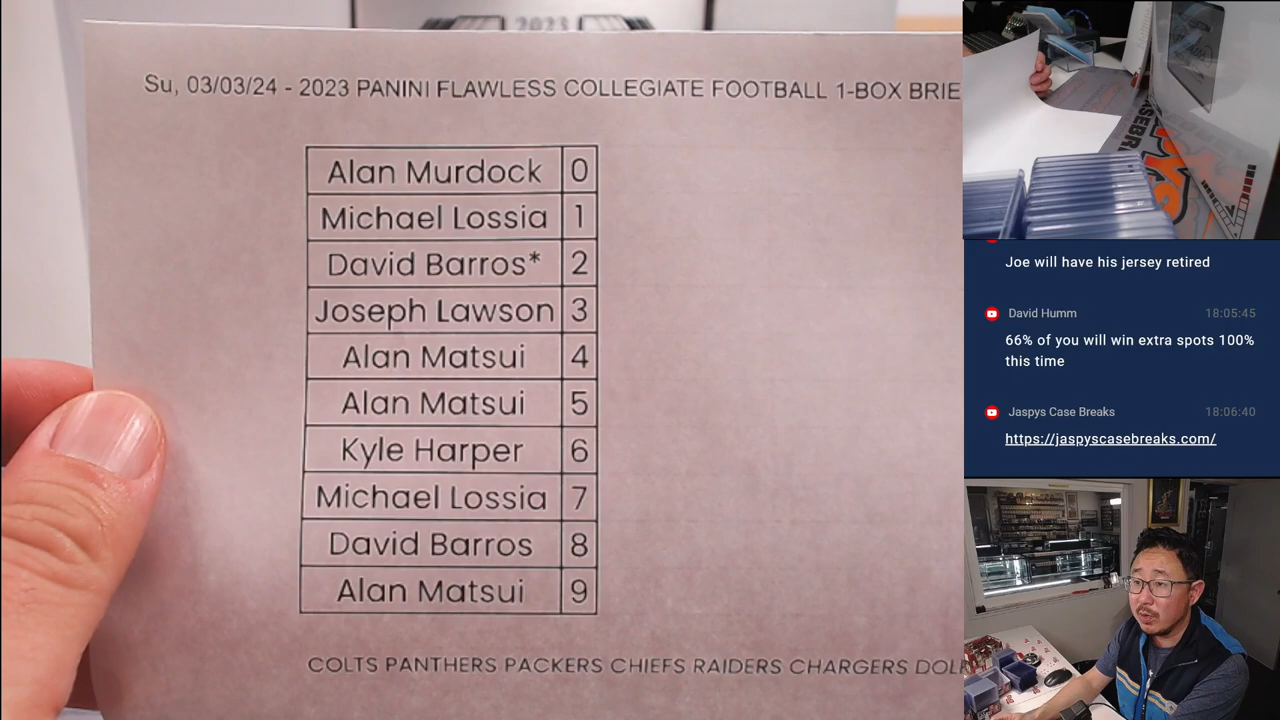 2023
Su, 03/03/24 - 2023 PANINI FLAWLESS COLLEGIATE FOOTBALL 1-BOX BRIE
Alan Murdock 0
Michael Lossia 1
David Barros* 2
Joseph Lawson 3
Alan Matsui 4
Alan Matsui 5
Kyle Harper 6
Michael Lossia 7
David Barros 8
Alan Matsui 9
COLTS PANTHERS PACKERS CHIEFS RAIDERS CHARGERS
Joe will have his jersey retired
David Humm 18:05:45
66% of you will win extra spots 100%
this time
Jaspys Case Breaks 18:06:40
https://jaspyscasebreaks.com/